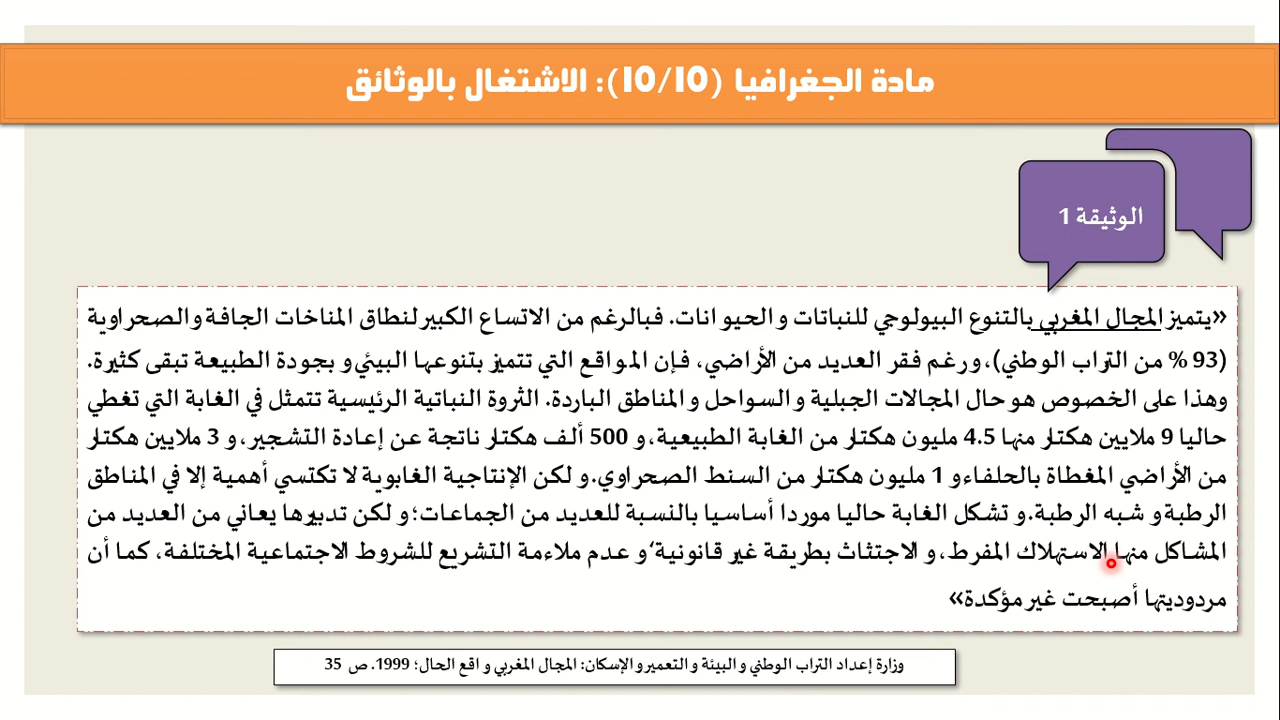 مادة الجغرافيا (10/10): الاشتغال بالوثائق
الوثيقة 1
«يتميز المجال المغربي بالتنوع البيولوجي للنباتات و الحيوانات. فبالرغم من الاتساع الكبير لنطاق المناخات الجافة و الصحراوية
(93 % من التراب الوطني)، ورغم فقر العديد من الأراضي، فإن المواقع التي تتميز بتنوعها البيئي و بجودة الطبيعة تبقى كثيرة.
وهذا على الخصوص هو حال المجالات الجبلية و السواحل و المناطق الباردة. الثروة النباتية الرئيسية تتمثل في الغابة التي تغطي
حاليا 9 ملايين هكتار منها 4.5 مليون هكتار من الغابة الطبيعية، و 500 ألف هكتار ناتجة عن إعادة التشجير، و 3 ملايين هكتار
من الأراضي المغطاة بالحلفاء و 1 مليون هكتار من السنط الصحراوي. و لكن الإنتاجية الغابوية لا تكتسي أهمية إلا في المناطق
الرطبة و شبه الرطبة. و تشكل الغابة حاليا موردا أساسيا بالنسبة للعديد من الجماعات؛ و لكن تدبيرها يعاني من العديد من
المشاكل منها الاستهلاك المفرط، و الاجتثاث بطريقة غير قانونية‘ و عدم ملاءمة التشريع للشروط الاجتماعية المختلفة، كما أن
مردوديتها أصبحت غير مؤكدة»
وزارة إعداد التراب الوطني و البيئة و التعمير و الإسكان: المجال المغربي و اقع الحال؛ 1999. ص 35